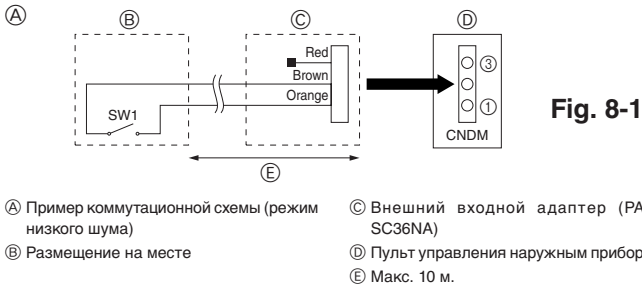 Ⓐ
Ⓑ
Ⓒ
Ⓓ
Red
Brown
Orange
SW1
③
①
CNDM
Ⓔ
Fig. 8-1
Ⓐ Пример коммутационной схемы (режим
низкого шума)
Ⓑ Размещение на месте
Ⓒ Внешний входной адаптер (PA
SC36NA)
Ⓓ Пульт управления наружным прибор
Ⓔ Макс. 10 м.